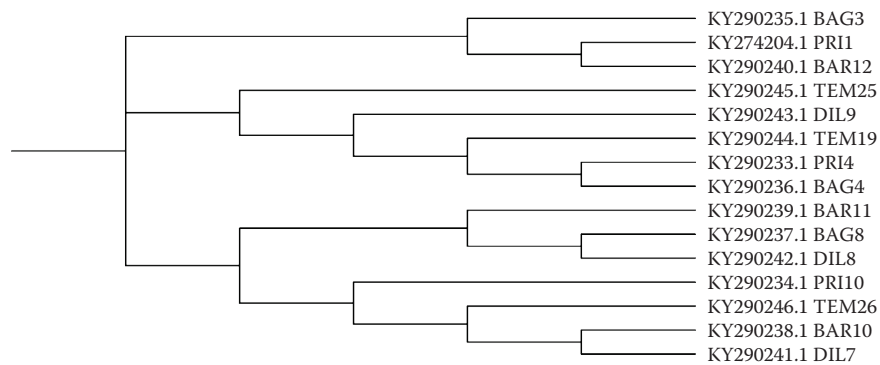 KY290235.1 BAG3
KY274204.1 PRI1
KY290240.1 BAR12
KY290245.1 TEM25
KY290243.1 DIL9
KY290244.1 TEM19
KY290233.1 PRI4
KY290236.1 BAG4
KY290239.1 BAR11
KY290237.1 BAG8
KY290242.1 DIL8
KY290234.1 PRI10
KY290246.1 TEM26
KY290238.1 BAR10
KY290241.1 DIL7